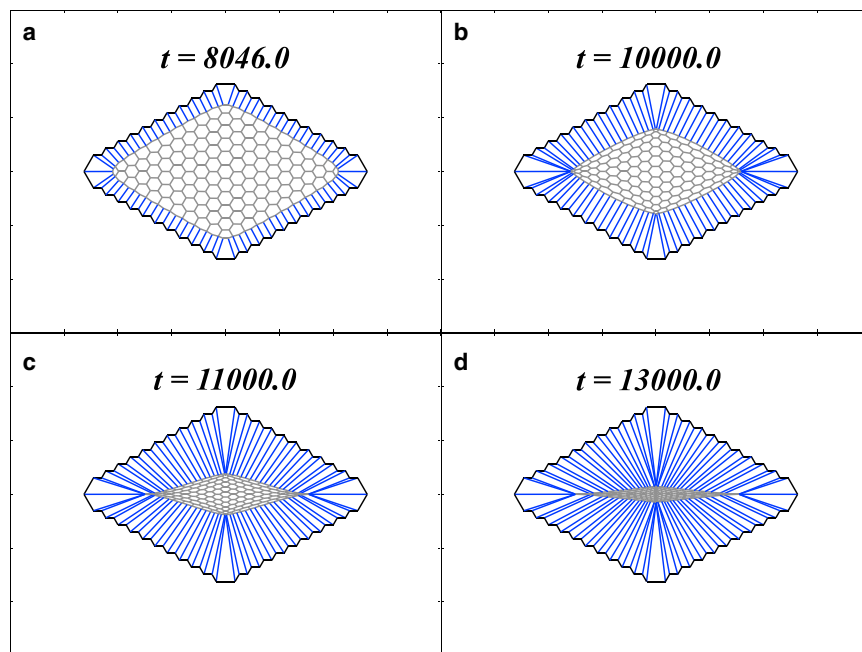 a
t = 8046.0
b
t = 10000.0
c
t = 11000.0
d
t = 13000.0